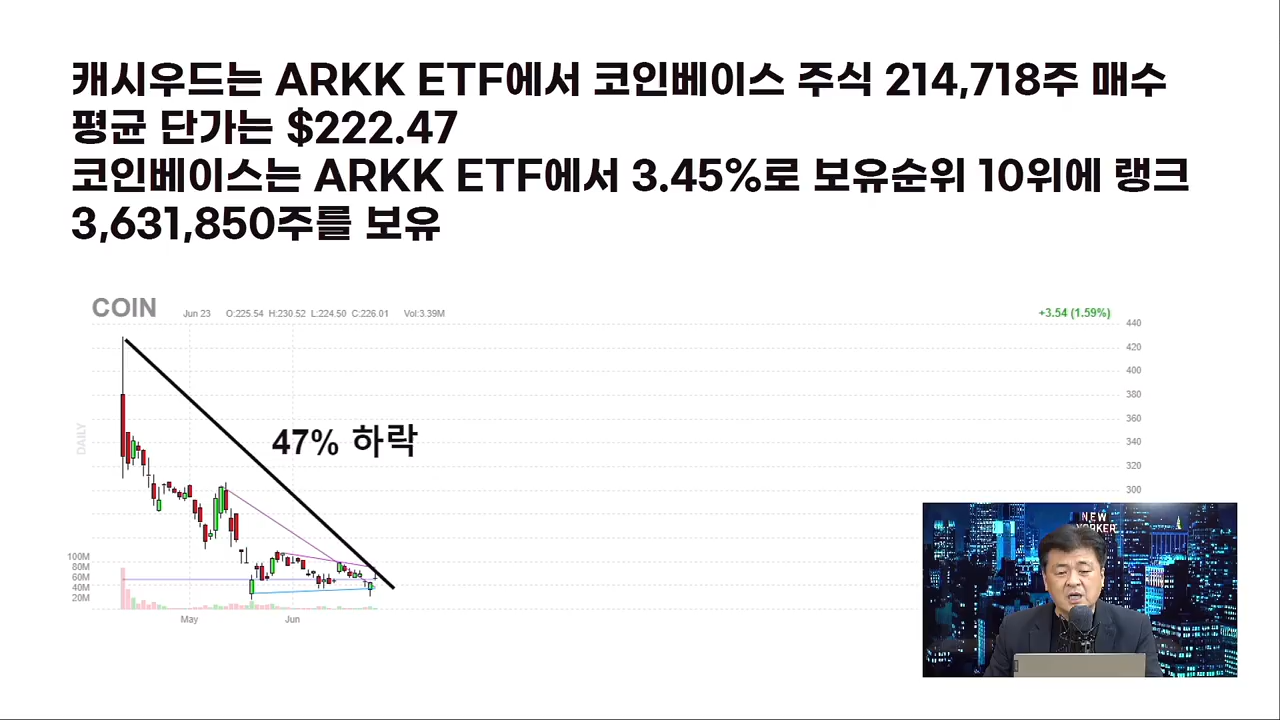 캐시우드는 ARKK ETF에서 코인베이스 주식 214,718주 매수
평균 단가는 $222.47
코인베이스는 ARKK ETF에서 3.45%로 보유순위 10위에 랭크
3,631,850주를 보유
COIN Jun 23 O:225.54 H:230.52 L:224.50 C:226.01 Vol:3.39M +3.54 (1.59%)
440
420
400
380
360
340
320
300
DAILY
47% 하락
100M
80M
60M
40M
20M
May Jun
NEW
YORKER